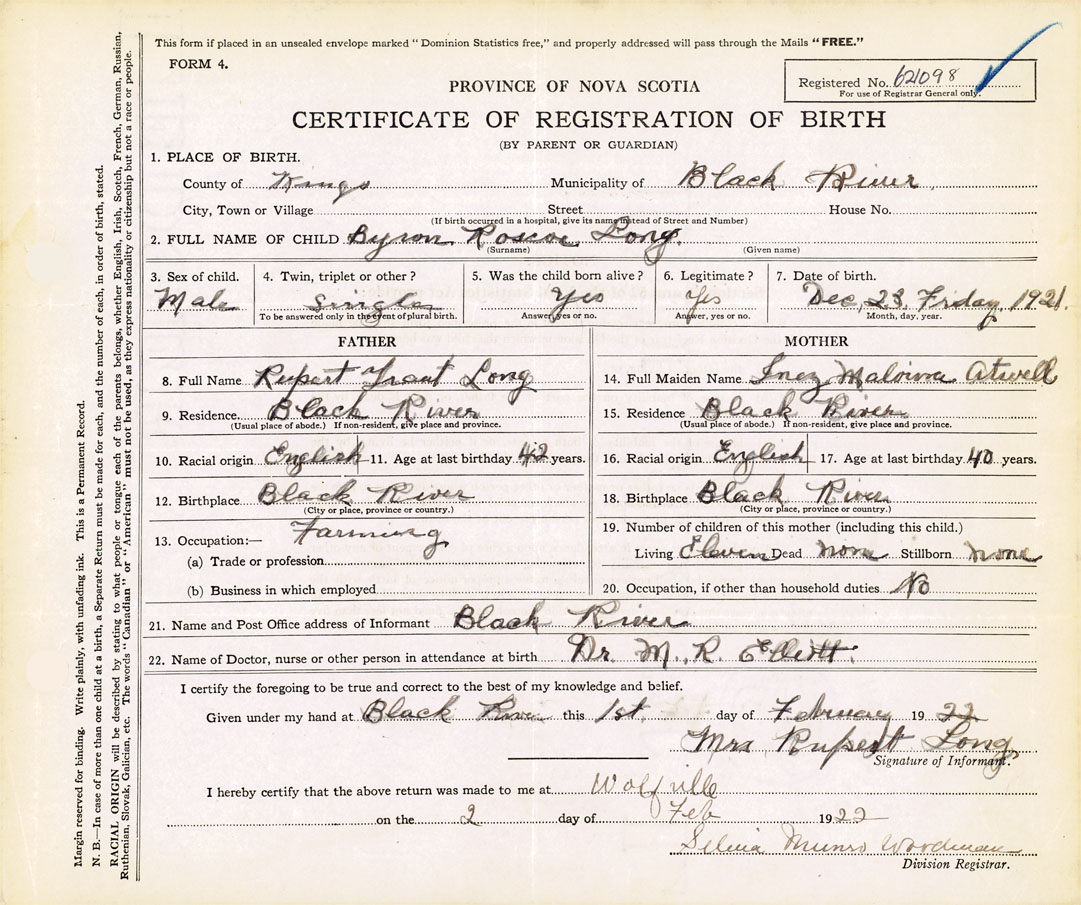 This form if placed in an unsealed envelope marked "Dominion Statistics free," and properly addressed will pass through the Mails "FREE."
FORM 4.
Registered No. 621098
For use of Registrar General only.
PROVINCE OF NOVA SCOTIA
CERTIFICATE OF REGISTRATION OF BIRTH
(BY PARENT OR GUARDIAN)
1. PLACE OF BIRTH.
County of Kings Municipality of Black River
City, Town or Village Street House No.
(If birth occurred in a hospital, give its name instead of Street and Number)
2. FULL NAME OF CHILD Byron Roscoe Long.
(Surname) (Given name)
3. Sex of child. 4. Twin, triplet or other? 5. Was the child born alive? 6. Legitimate? 7. Date of birth.
Male Single Yes Yes Dec, 23, Friday, 1921.
To be answered only in the event of plural birth. Answer, yes or no. Answer, yes or no. Month, day, year.
FATHER MOTHER
8. Full Name Rupert Grant Long 14. Full Maiden Name Inez Atwell
9. Residence Black River 15. Residence Black River
(Usual place of abode.) If non-resident, give place and province. (Usual place of abode.) If non-resident, give place and province.
10. Racial origin English 11. Age at last birthday 42 years. 16. Racial origin English 17. Age at last birthday 40 years.
12. Birthplace Black River 18. Birthplace Black River
(City or place, province or country.) (City or place, province or country.)
13. Occupation:— Farming 19. Number of children of this mother (including this child.)
(a) Trade or profession Living Eleven Dead none Stillborn none
(b) Business in which employed 20. Occupation, if other than household duties No
21. Name and Post Office address of Informant Black River
22. Name of Doctor, nurse or other person in attendance at birth Dr. M. R. Elliott.
I certify the foregoing to be true and correct to the best of my knowledge and belief.
Given under my hand at Black River this 1st. day of February 1922
Mrs Rupert Long
Signature of Informant.
I hereby certify that the above return was made to me at Wolfville
on the 2 day of Feb 1922
Munro Woodman
Division Registrar.
Margin reserved for binding. Write plainly, with unfading ink. This is a Permanent Record.
N. B.—In case of more than one child at a birth, a Separate Return must be made for each, and the number of each, in order of birth, stated.
RACIAL ORIGIN will be described by stating to what people or tongue each of the parents belongs, whether English, Irish, Scotch, French, German, Russian,
Ruthenian, Slovak, Galician, etc. The words "Canadian" or "American" must not be used, as they express nationality or citizenship but not a race or people.